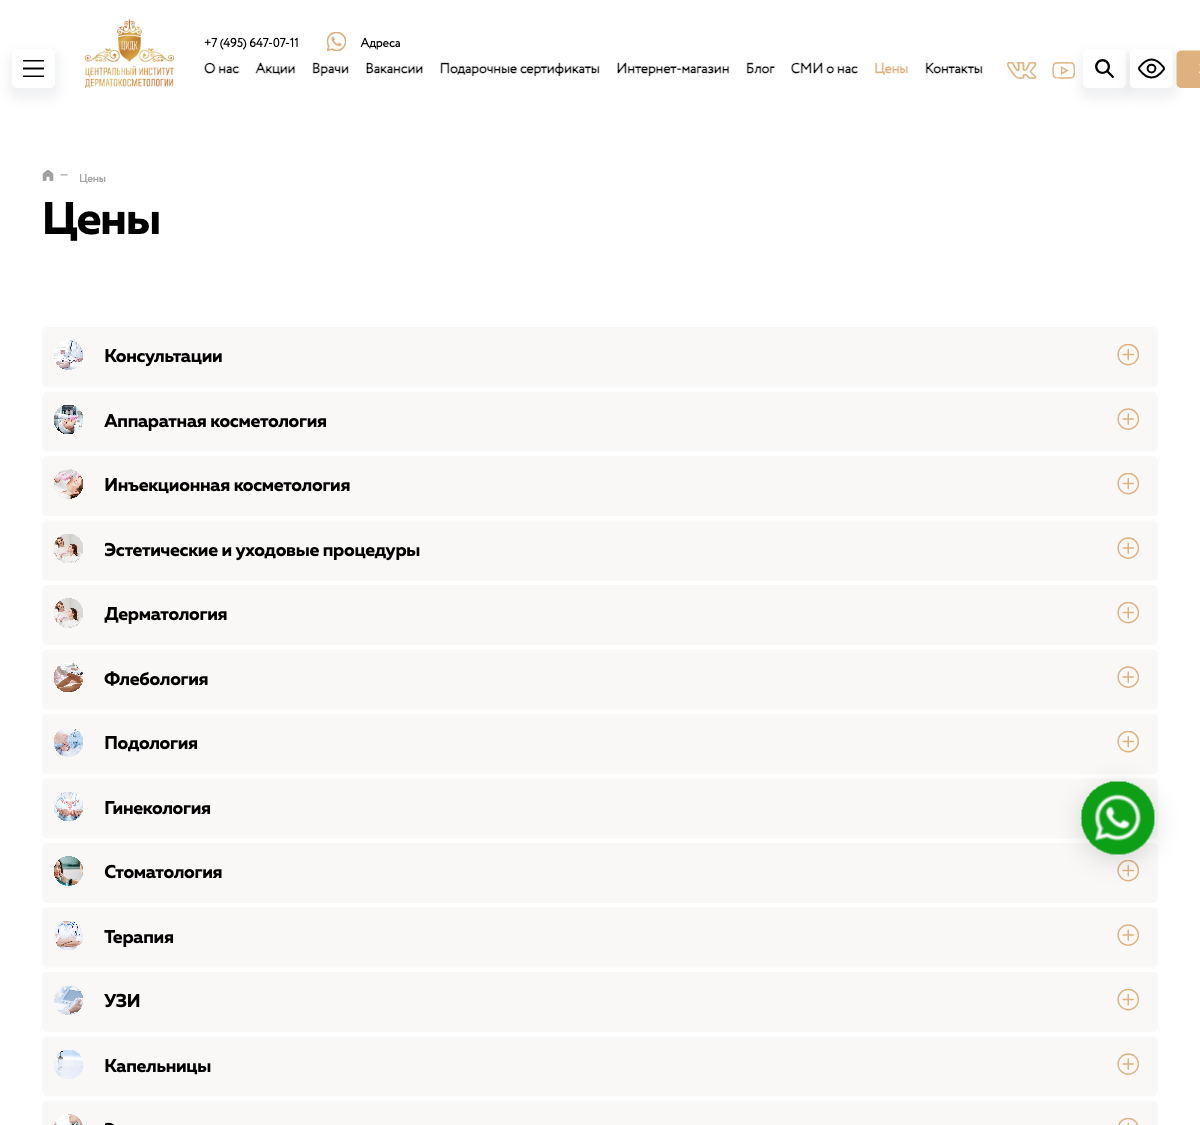 +7 (495) 647-07-11 Адреса
ЦИДК
ЦЕНТРАЛЬНЫЙ ИНСТИТУТ
ДЕРМАТОКОСМЕТОЛОГИИ
О нас Акции Врачи Вакансии Подарочные сертификаты Интернет-магазин Блог СМИ о нас Цены Контакты
Цены
Цены
Консультации
Аппаратная косметология
Инъекционная косметология
Эстетические и уходовые процедуры
Дерматология
Флебология
Подология
Гинекология
Стоматология
Терапия
УЗИ
Капельницы